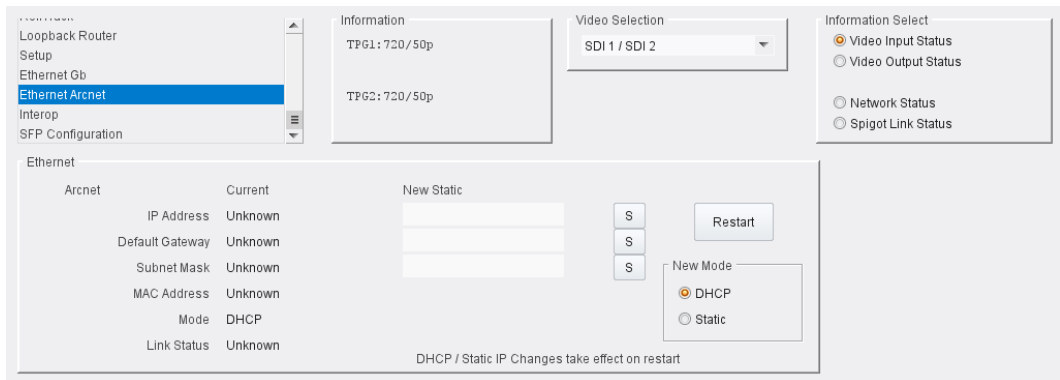 Loopback Router
Setup
Ethernet Gb
Ethernet Arcnet
Interop
SFP Configuration
Information
TPG1:720/50p
TPG2:720/50p
Video Selection
SDI 1 / SDI 2
Information Select
Video Input Status
Video Output Status
Network Status
Spigot Link Status
Ethernet
Arcnet Current New Static
IP Address Unknown S
Default Gateway Unknown S
Subnet Mask Unknown S
MAC Address Unknown
Mode DHCP
Link Status Unknown
Restart
New Mode
DHCP
Static
DHCP / Static IP Changes take effect on restart